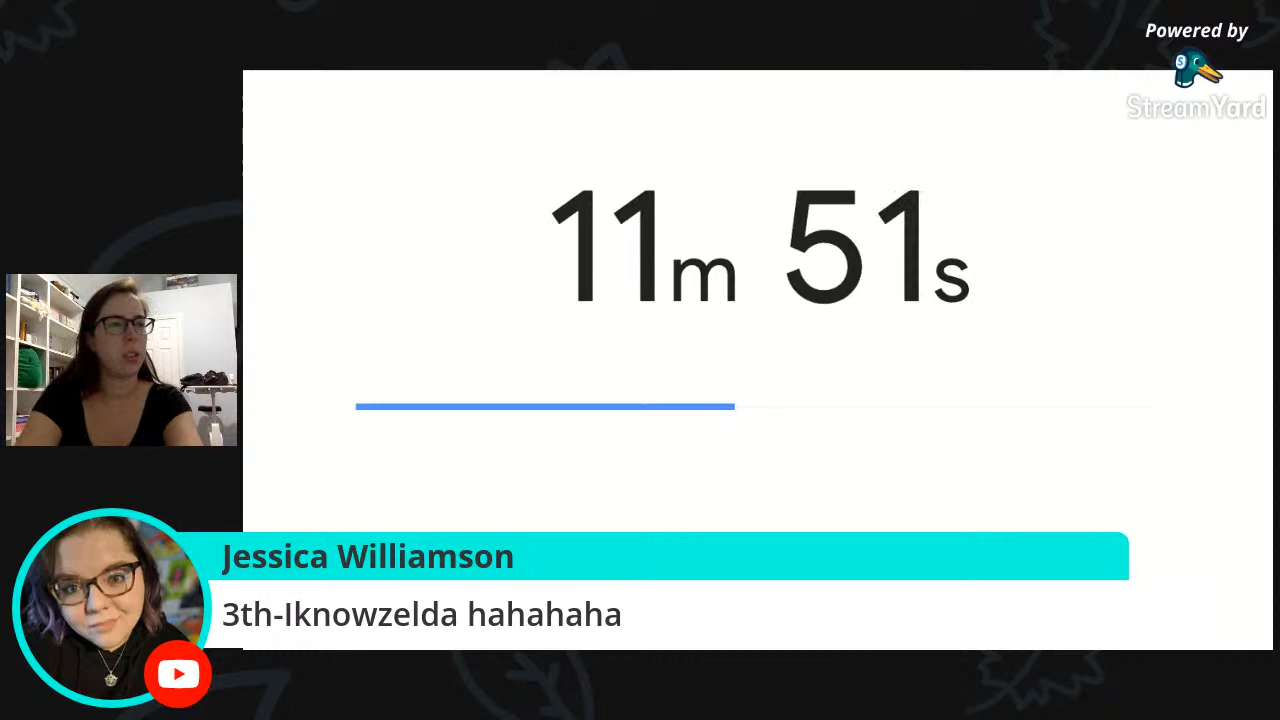 Powered by
StreamYard
11m 51s
Jessica Williamson
3th-Iknowzelda hahahaha